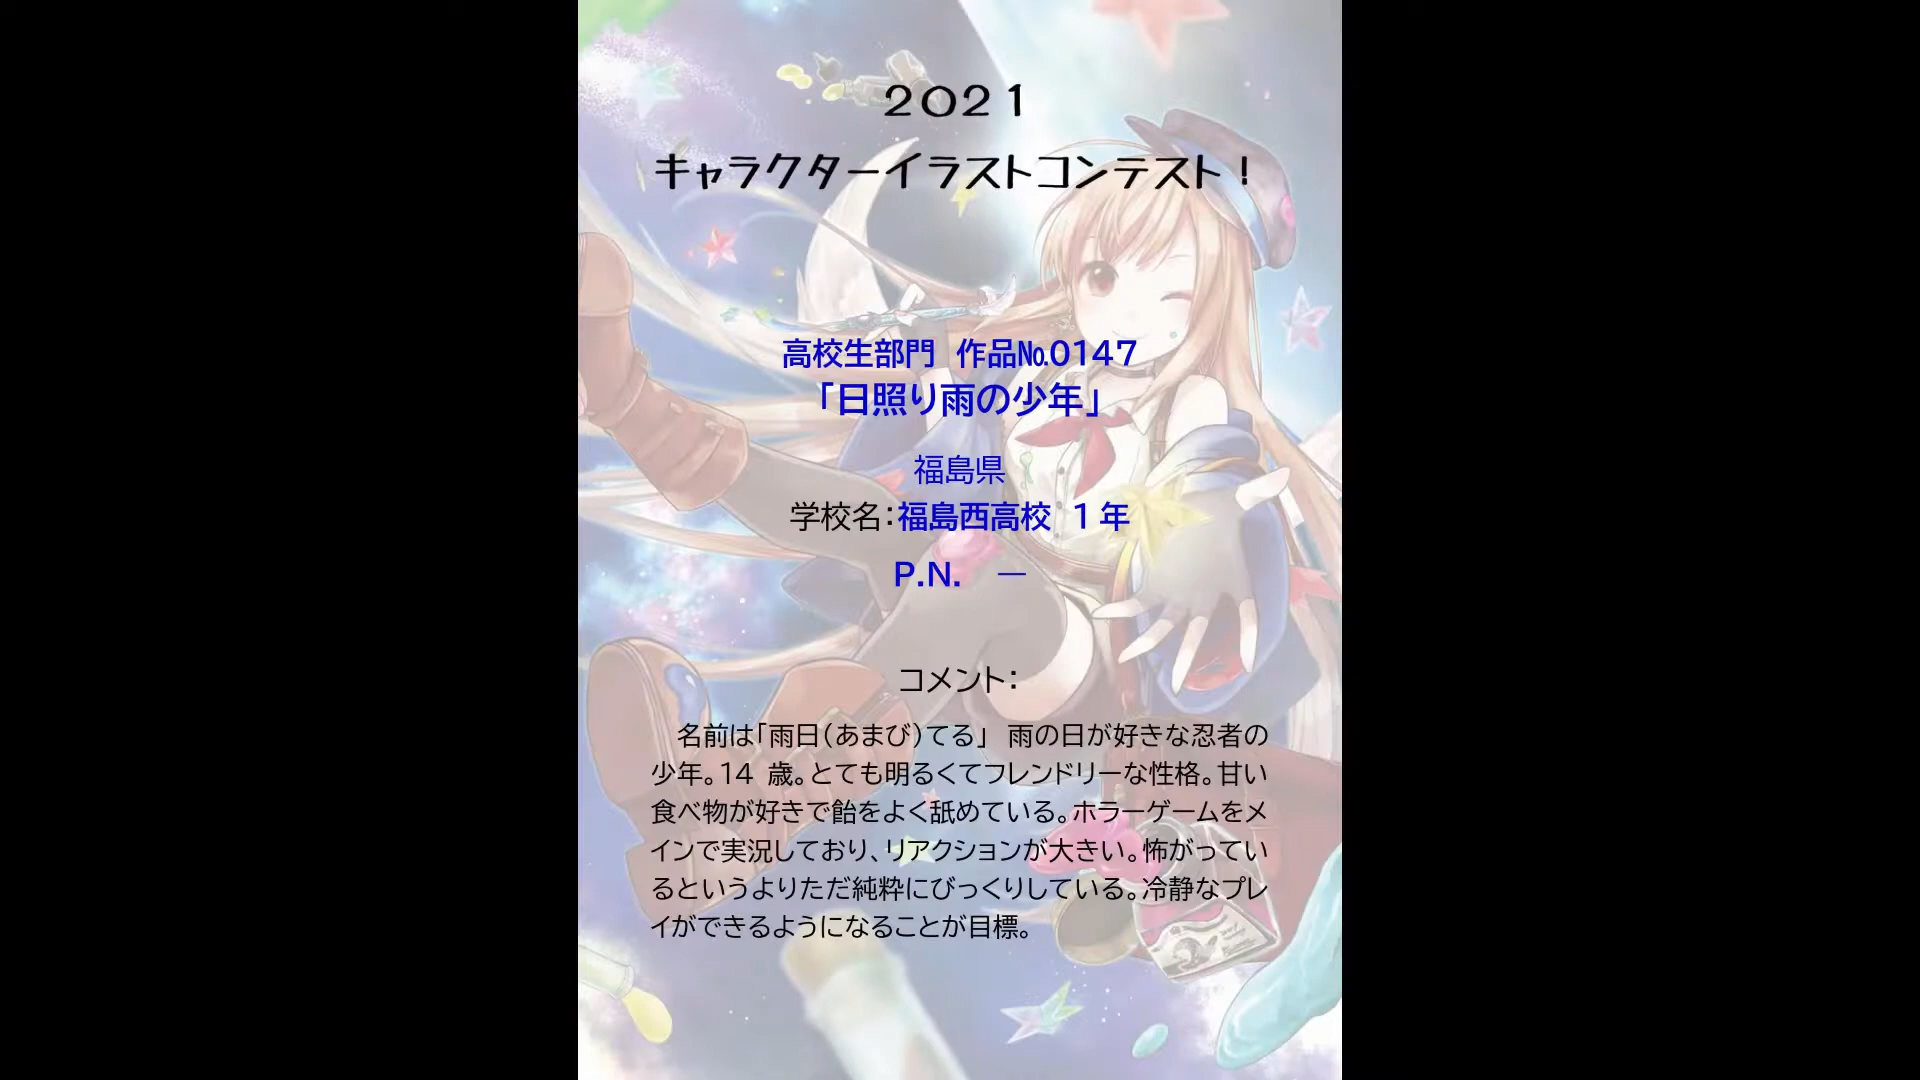 2021
キャラクターイラストコンテスト！
高校生部門　作品№0147
「日照り雨の少年」
福島県
学校名：福島西高校　1 年
P.N.　―
コメント：
　名前は「雨日（あまび）てる」　雨の日が好きな忍者の
少年。14 歳。とても明るくてフレンドリーな性格。甘い
食べ物が好きで飴をよく舐めている。ホラーゲームをメ
インで実況しており、リアクションが大きい。怖がってい
るというよりただ純粋にびっくりしている。冷静なプレ
イができるようになることが目標。